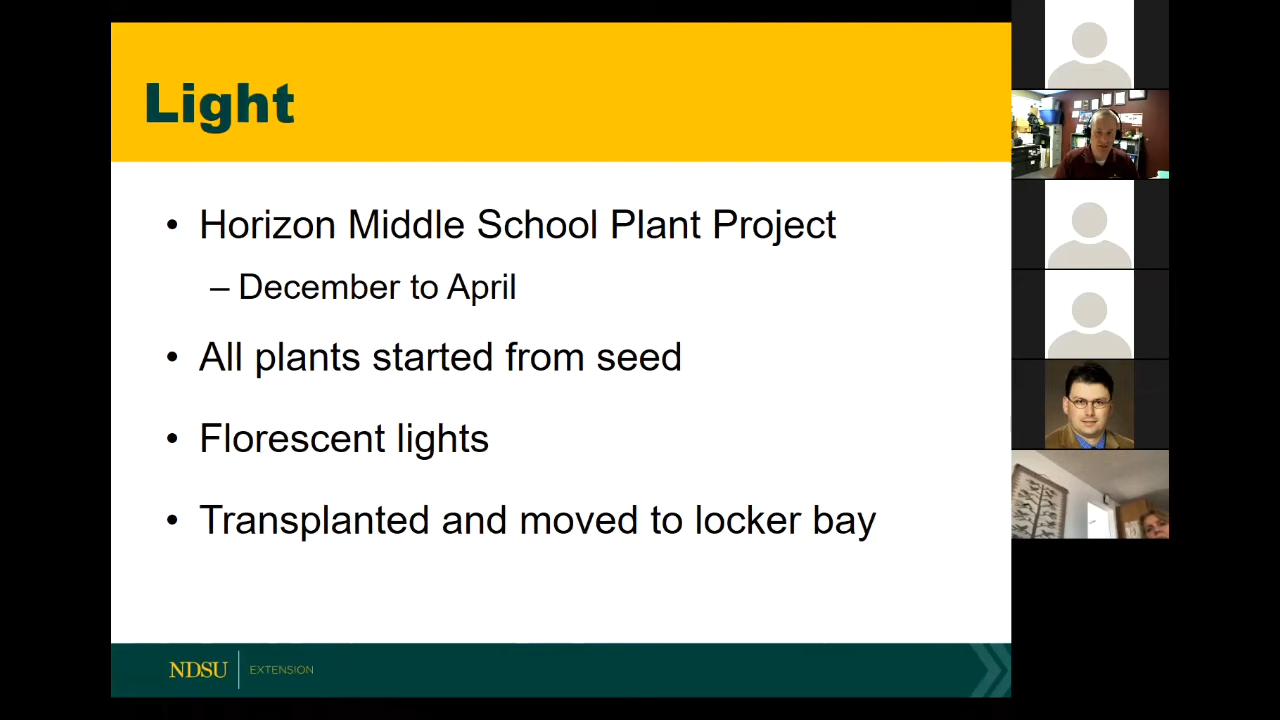 Light
• Horizon Middle School Plant Project
– December to April
• All plants started from seed
• Florescent lights
• Transplanted and moved to locker bay
NDSU EXTENSION